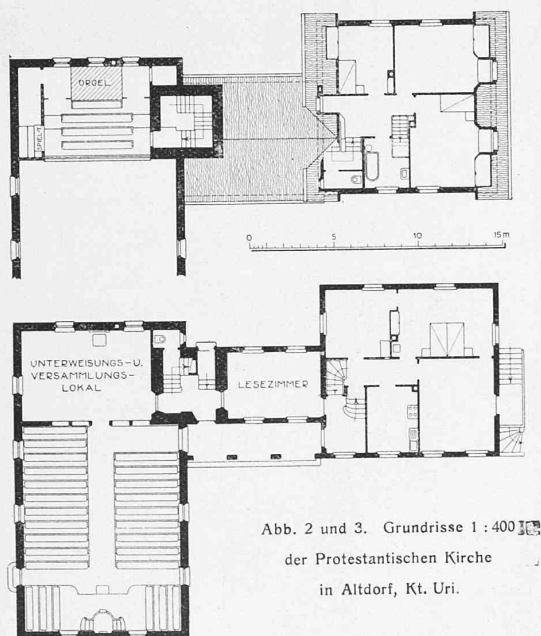 ORGEL
SPIELT.
0 5 10 15 m
UNTERWEISUNGS- U.
VERSAMMLUNGS-
LOKAL
LESEZIMMER
Abb. 2 und 3. Grundrisse 1 : 400
der Protestantischen Kirche
in Altdorf, Kt. Uri.